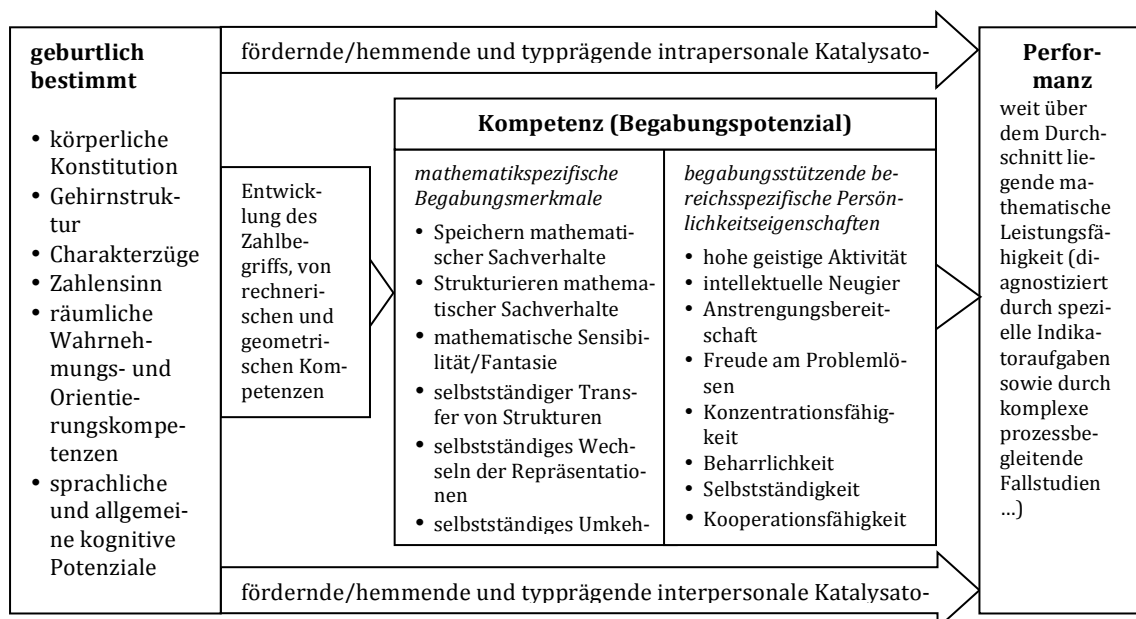 geburtlich
bestimmt
• körperliche
Konstitution
• Gehirnstruk-
tur
• Charakterzüge
• Zahlensinn
• räumliche
Wahrneh-
mungs- und
Orientie-
rungskompe-
tenzen
• sprachliche
und allgemei-
ne kognitive
Potenziale
fördernde/hemmende und typprägende intrapersonale Katalysato-
Entwick-
lung des
Zahlbe-
griffs, von
rechneri-
schen und
geometri-
schen Kom-
petenzen
Kompetenz (Begabungspotenzial)
mathematikspezifische
Begabungsmerkmale
• Speichern mathemati-
scher Sachverhalte
• Strukturieren mathema-
tischer Sachverhalte
• mathematische Sensibi-
lität/Fantasie
• selbstständiger Trans-
fer von Strukturen
• selbstständiges Wech-
seln der Repräsentatio-
nen
• selbstständiges Umkeh-
begabungsstützende be-
reichsspezifische Persön-
lichkeitseigenschaften
• hohe geistige Aktivität
• intellektuelle Neugier
• Anstrengungsbereit-
schaft
• Freude am Problemlö-
sen
• Konzentrationsfähig-
keit
• Beharrlichkeit
• Selbstständigkeit
• Kooperationsfähigkeit
fördernde/hemmende und typprägende interpersonale Katalysato-
Perfor-
manz
weit über
dem Durch-
schnitt lie-
gende ma-
thematische
Leistungsfä-
higkeit (di-
agnostiziert
durch spezi-
elle Indika-
toraufgaben
sowie durch
komplexe
prozessbe-
gleitende
Fallstudien
...)